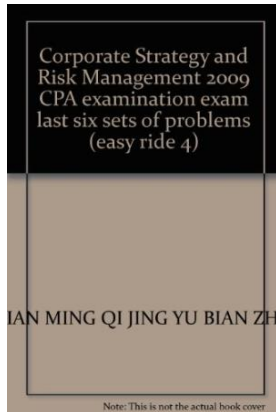 Corporate Strategy and
Risk Management 2009
CPA examination exam
last six sets of problems
(easy ride 4)
IAN MING QI JING YU BIAN ZH
Note: This is not the actual book cover